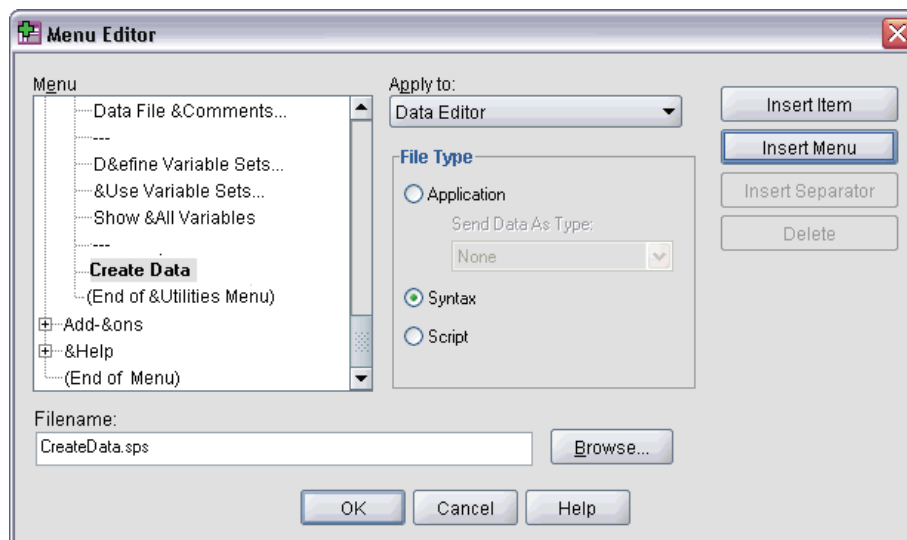 Menu Editor
Menu
Data File &Comments...
---
D&efine Variable Sets...
&Use Variable Sets...
Show &All Variables
---
Create Data
(End of &Utilities Menu)
Add-&ons
&Help
(End of Menu)
Apply to:
Data Editor
File Type
Application
Send Data As Type:
None
Syntax
Script
Insert Item
Insert Menu
Insert Separator
Delete
Filename:
CreateData.sps
Browse...
OK
Cancel
Help